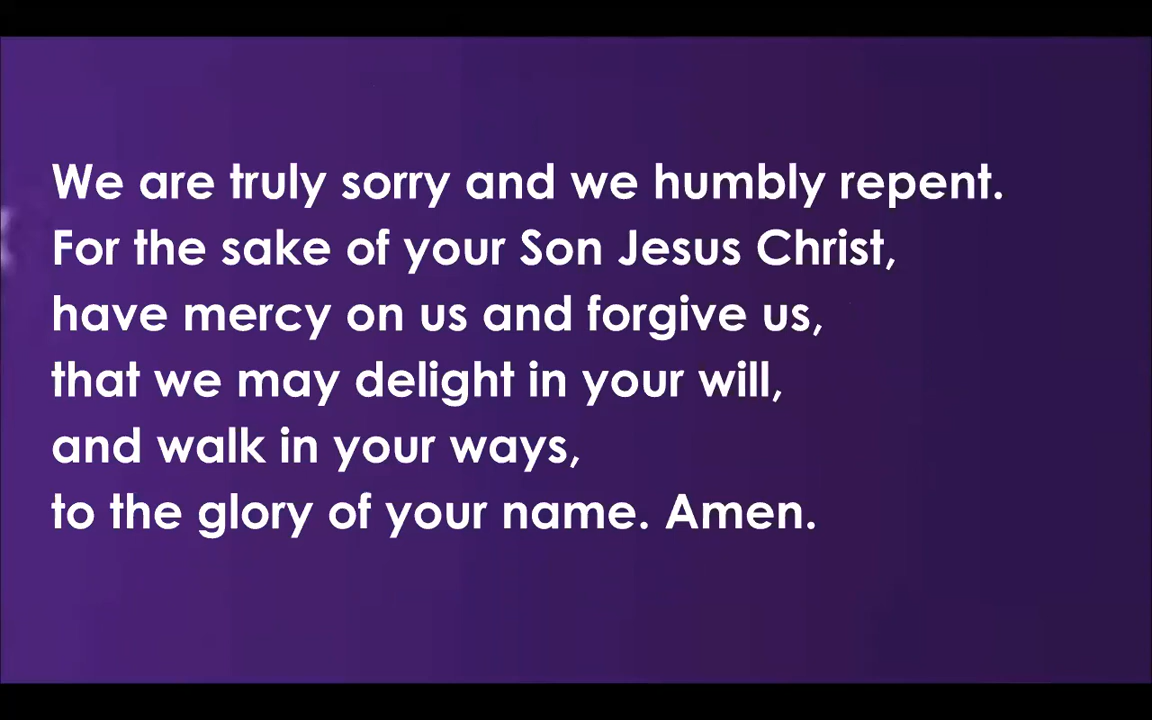 We are truly sorry and we humbly repent.
For the sake of your Son Jesus Christ,
have mercy on us and forgive us,
that we may delight in your will,
and walk in your ways,
to the glory of your name. Amen.